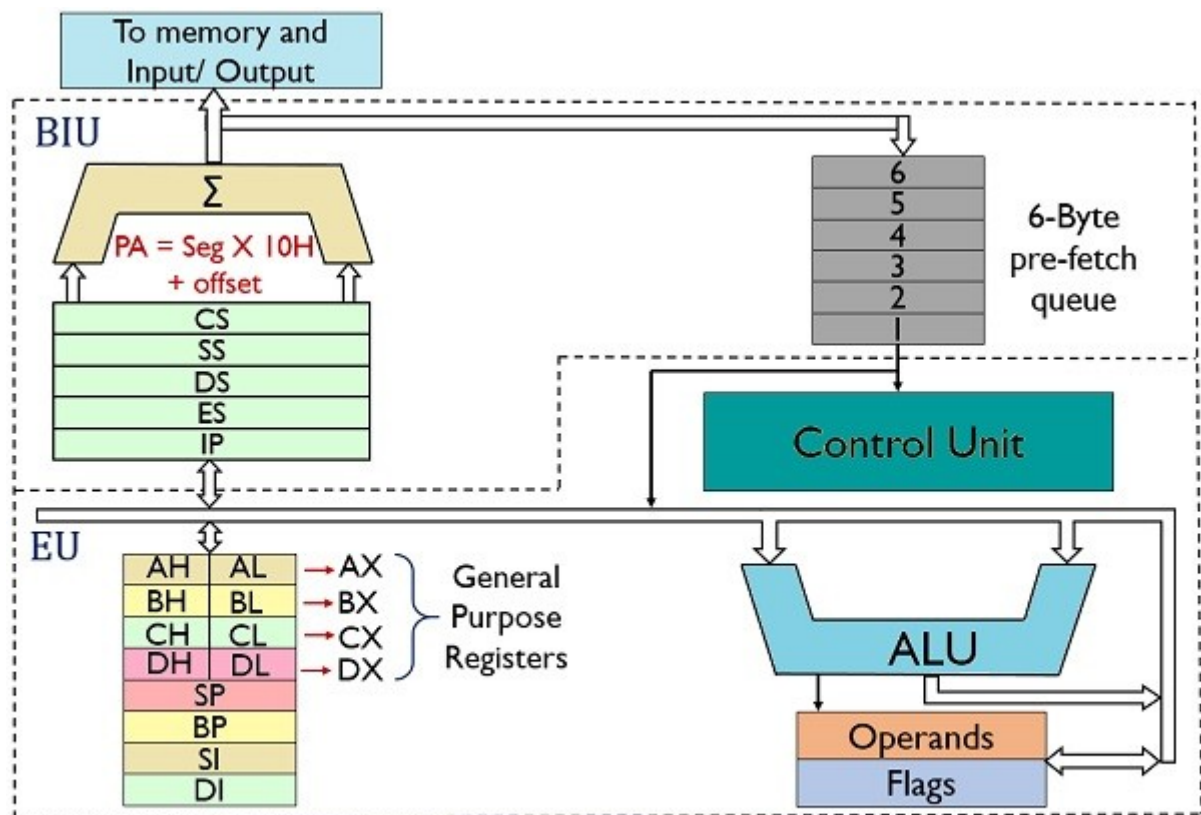 To memory and
Input/ Output
BIU
Σ
PA = Seg X 10H
+ offset
CS
SS
DS
ES
IP
6
5
4
3
2
1
6-Byte
pre-fetch
queue
Control Unit
EU
AH AL AX
BH BL BX
CH CL CX
DH DL DX
SP
BP
SI
DI
General
Purpose
Registers
ALU
Operands
Flags